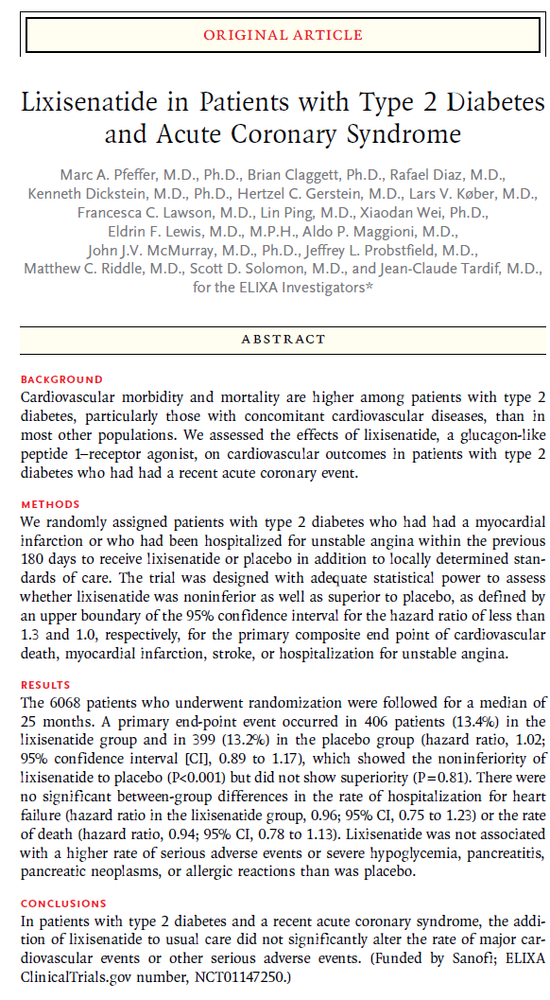 ORIGINAL ARTICLE
Lixisenatide in Patients with Type 2 Diabetes
and Acute Coronary Syndrome
Marc A. Pfeffer, M.D., Ph.D., Brian Claggett, Ph.D., Rafael Diaz, M.D.,
Kenneth Dickstein, M.D., Ph.D., Hertzel C. Gerstein, M.D., Lars V. Køber, M.D.,
Francesca C. Lawson, M.D., Lin Ping, M.D., Xiaodan Wei, Ph.D.,
Eldrin F. Lewis, M.D., M.P.H., Aldo P. Maggioni, M.D.,
John J.V. McMurray, M.D., Ph.D., Jeffrey L. Probstfield, M.D.,
Matthew C. Riddle, M.D., Scott D. Solomon, M.D., and Jean-Claude Tardif, M.D.,
for the ELIXA Investigators*
ABSTRACT
BACKGROUND
Cardiovascular morbidity and mortality are higher among patients with type 2
diabetes, particularly those with concomitant cardiovascular diseases, than in
most other populations. We assessed the effects of lixisenatide, a glucagon-like
peptide 1–receptor agonist, on cardiovascular outcomes in patients with type 2
diabetes who had had a recent acute coronary event.
METHODS
We randomly assigned patients with type 2 diabetes who had had a myocardial
infarction or who had been hospitalized for unstable angina within the previous
180 days to receive lixisenatide or placebo in addition to locally determined stan-
dards of care. The trial was designed with adequate statistical power to assess
whether lixisenatide was noninferior as well as superior to placebo, as defined by
an upper boundary of the 95% confidence interval for the hazard ratio of less than
1.3 and 1.0, respectively, for the primary composite end point of cardiovascular
death, myocardial infarction, stroke, or hospitalization for unstable angina.
RESULTS
The 6068 patients who underwent randomization were followed for a median of
25 months. A primary end-point event occurred in 406 patients (13.4%) in the
lixisenatide group and in 399 (13.2%) in the placebo group (hazard ratio, 1.02;
95% confidence interval [CI], 0.89 to 1.17), which showed the noninferiority of
lixisenatide to placebo (P<0.001) but did not show superiority (P=0.81). There were
no significant between-group differences in the rate of hospitalization for heart
failure (hazard ratio in the lixisenatide group, 0.96; 95% CI, 0.75 to 1.23) or the rate
of death (hazard ratio, 0.94; 95% CI, 0.78 to 1.13). Lixisenatide was not associated
with a higher rate of serious adverse events or severe hypoglycemia, pancreatitis,
pancreatic neoplasms, or allergic reactions than was placebo.
CONCLUSIONS
In patients with type 2 diabetes and a recent acute coronary syndrome, the addi-
tion of lixisenatide to usual care did not significantly alter the rate of major car-
diovascular events or other serious adverse events. (Funded by Sanofi; ELIXA
ClinicalTrials.gov number, NCT01147250.)